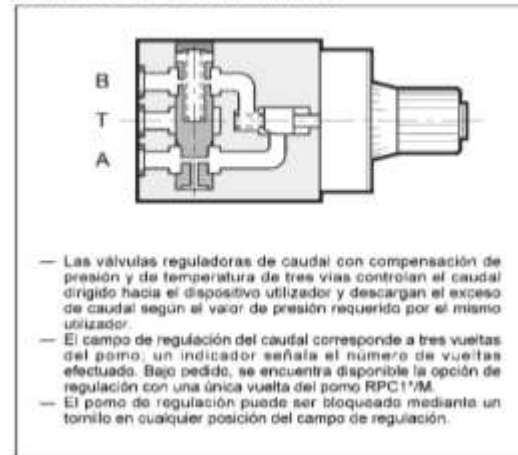 B
T
A
— Las válvulas reguladoras de caudal con compensación de
presión y de temperatura de tres vías controlan el caudal
dirigido hacia el dispositivo utilizador y descargan el exceso
de caudal según el valor de presión requerido por el mismo
utilizador.
— El campo de regulación del caudal corresponde a tres vueltas
del pomo; un indicador señala el número de vueltas
efectuado. Bajo pedido, se encuentra disponible la opción de
regulación con una única vuelta del pomo RPC1*/M.
— El pomo de regulación puede ser bloqueado mediante un
tornillo en cualquier posición del campo de regulación.